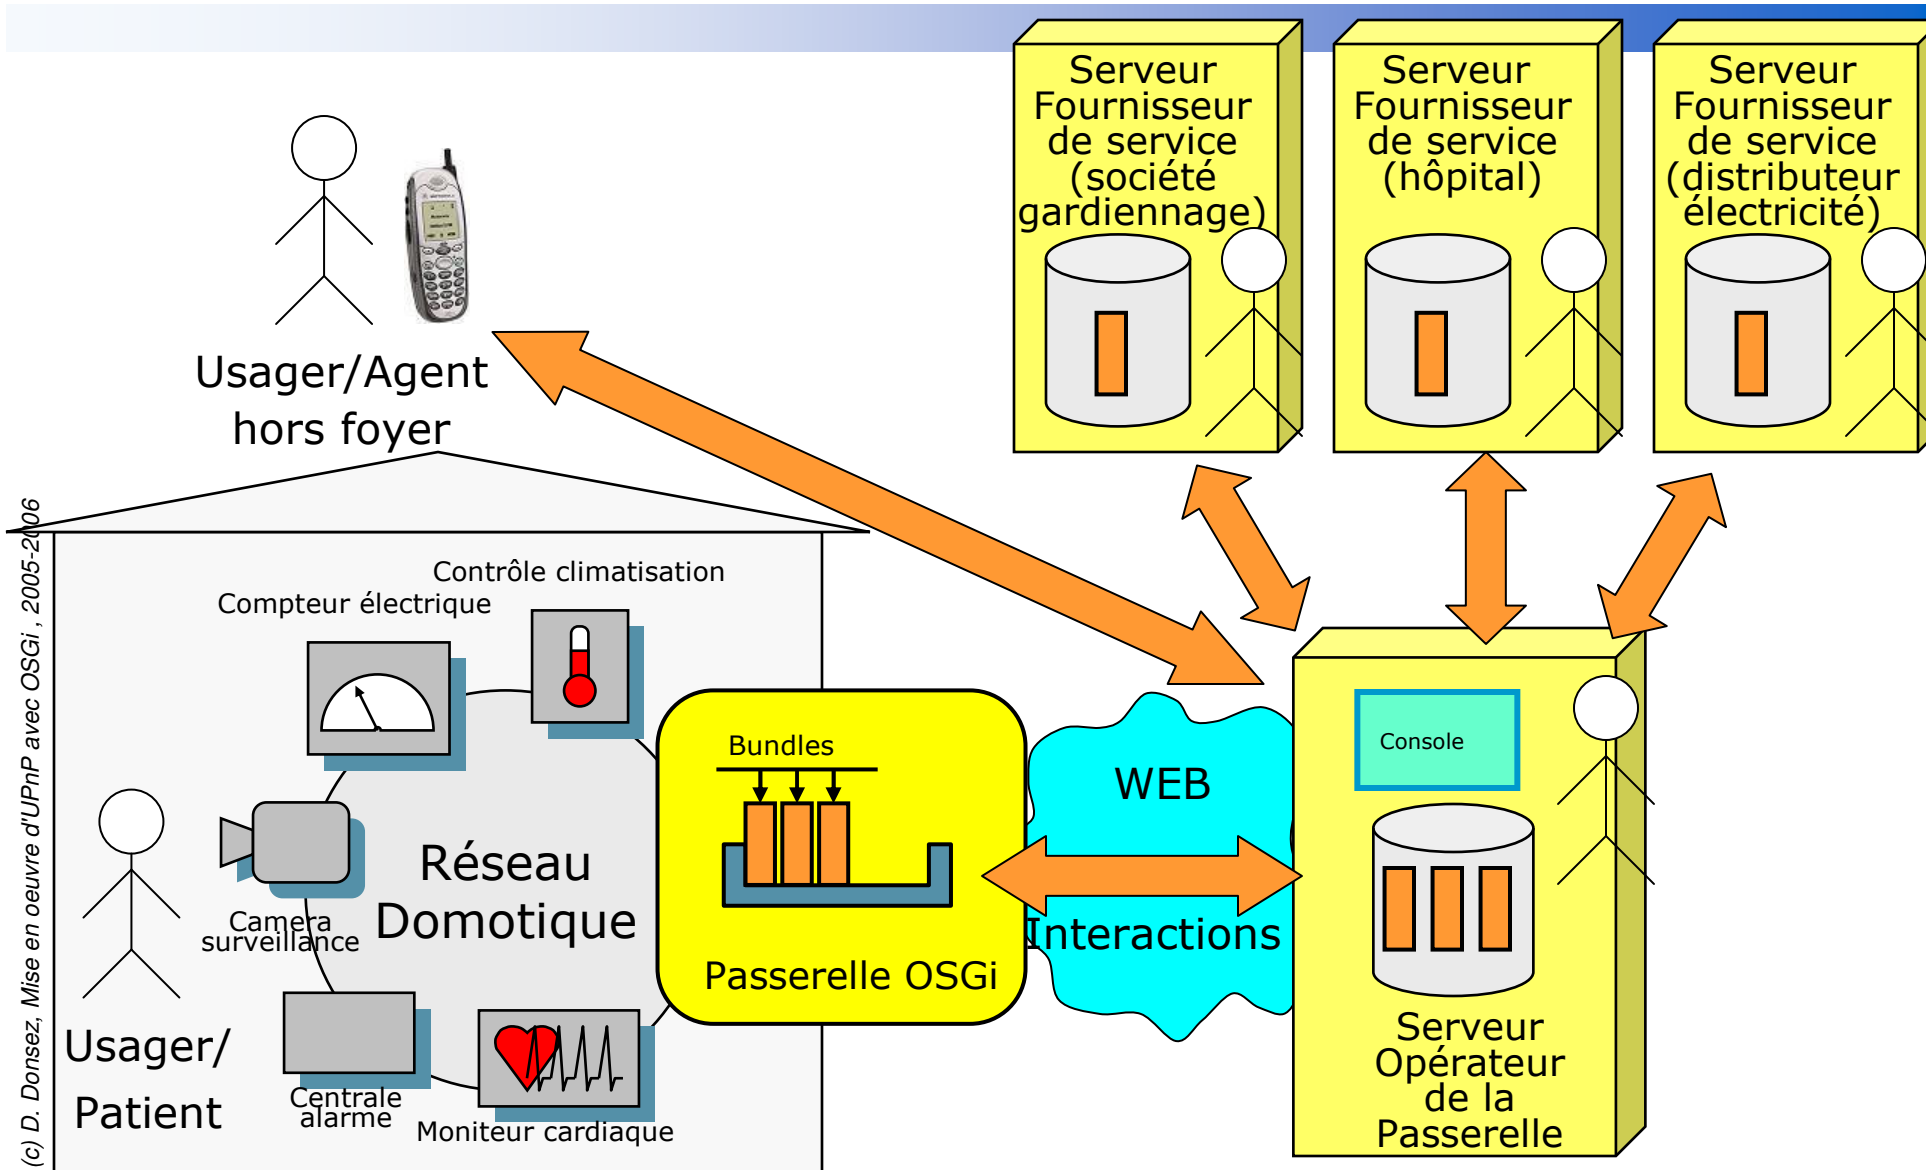 Serveur
Fournisseur
de service
(société
gardiennage)
Serveur
Fournisseur
de service
(hôpital)
Serveur
Fournisseur
de service
(distributeur
électricité)
Usager/Agent
hors foyer
Contrôle climatisation
Compteur électrique
Bundles
WEB
Console
Réseau
Domotique
Camera
surveillance
Interactions
Passerelle OSGi
Usager/
Patient
Centrale
alarme
Moniteur cardiaque
Serveur
Opérateur
de la
Passerelle
(c) D. Donsez, Mise en oeuvre d'UPnP avec OSGi , 2005-2006